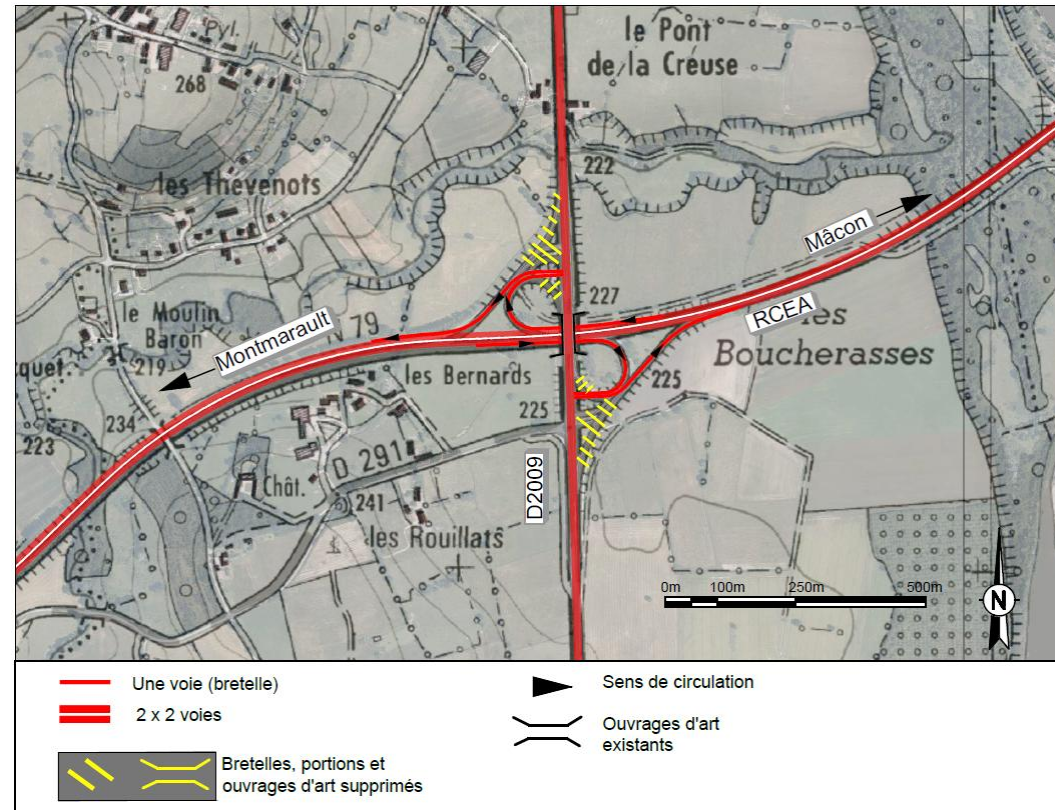 Pyl.
268
le Pont
de la Creuse
les Thévenots
222
Mâcon
227
le Moulin
Baron
79
Montmarault
RCEA
les
Boucherasses
219
les Bernards
225
225
234
223
D 291
D2009
Chât.
241
les Rouillats
0m 100m 250m 500m
N
Une voie (bretelle)
Sens de circulation
2 x 2 voies
Ouvrages d'art
existants
Bretelles, portions et
ouvrages d'art supprimés